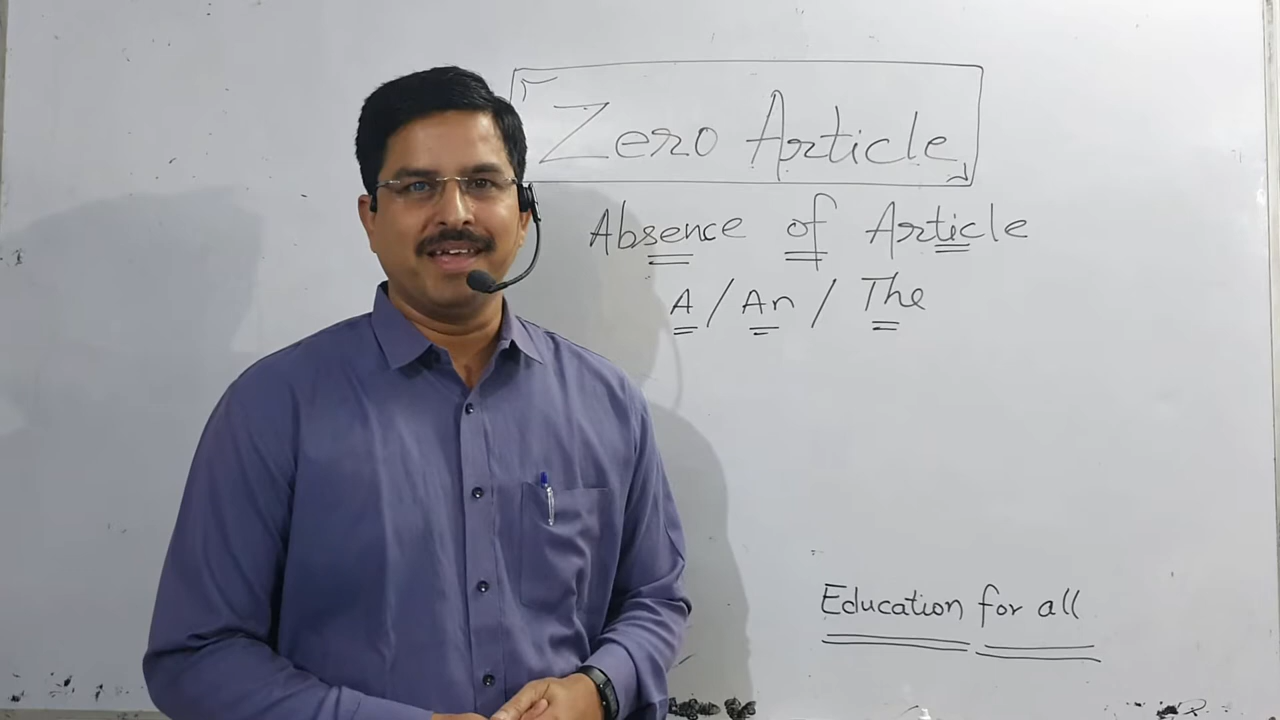 Zero Article
Absence of Article
A / An / The
Education for all